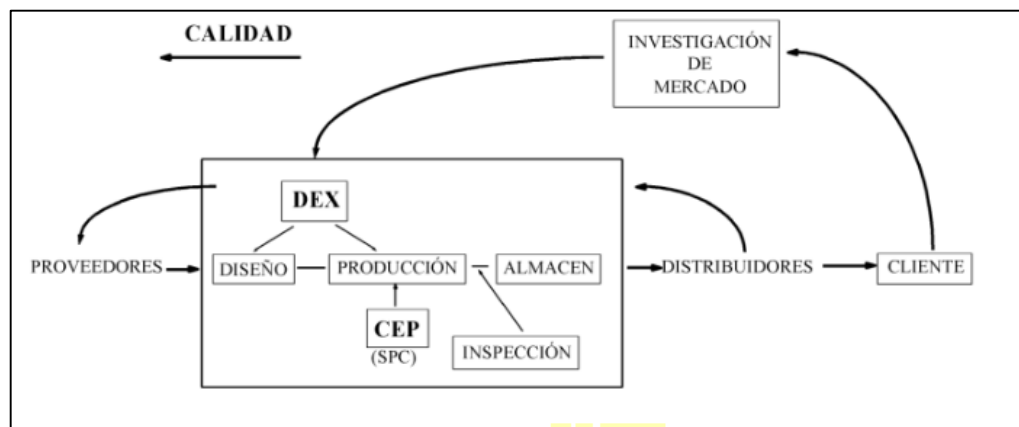 CALIDAD
INVESTIGACIÓN
DE
MERCADO
DEX
PROVEEDORES
DISEÑO
PRODUCCIÓN
ALMACEN
DISTRIBUIDORES
CLIENTE
CEP
(SPC)
INSPECCIÓN